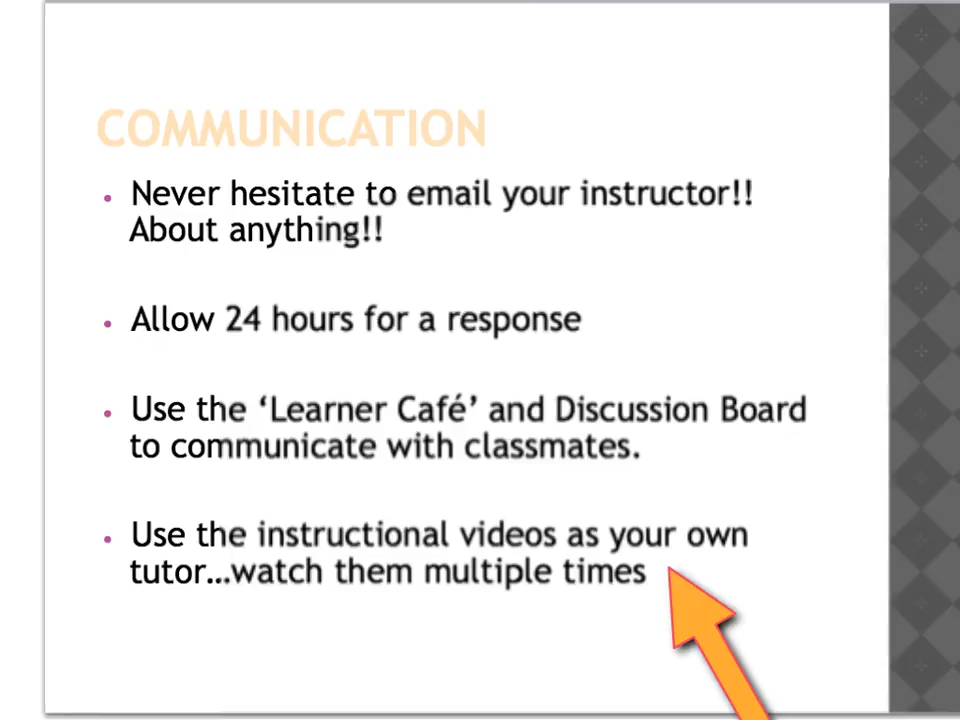 COMMUNICATION
• Never hesitate to email your instructor!!
About anything!!
• Allow 24 hours for a response
• Use the ‘Learner Café’ and Discussion Board
to communicate with classmates.
• Use the instructional videos as your own
tutor…watch them multiple times